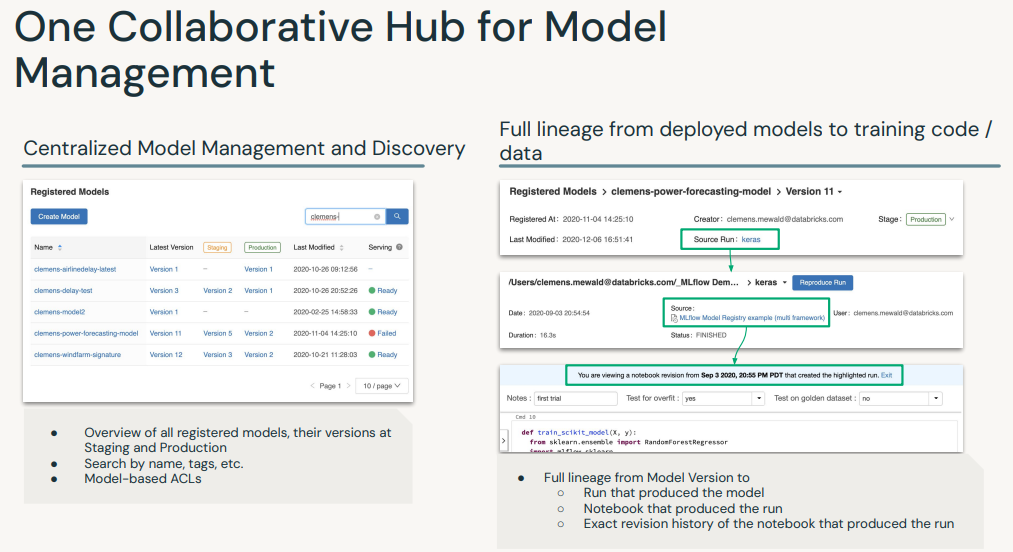 One Collaborative Hub for Model
Management
Centralized Model Management and Discovery
Registered Models
Create Model
clemens-
Name Latest Version Staging Production Last Modified Serving
clemens-airlinedelay-latest Version 1 – Version 1 2020-10-26 09:12:56 –
clemens-delay-test Version 3 Version 2 Version 1 2020-10-26 20:52:26 Ready
clemens-model2 Version 1 – – 2020-02-25 14:58:33 Ready
clemens-power-forecasting-model Version 11 Version 5 Version 2 2020-11-04 14:25:10 Failed
clemens-windfarm-signature Version 12 Version 3 Version 2 2020-10-21 11:28:03 Ready
< Page 1 > 10 / page
● Overview of all registered models, their versions at
Staging and Production
● Search by name, tags, etc.
● Model-based ACLs
Full lineage from deployed models to training code /
data
Registered Models > clemens-power-forecasting-model > Version 11
Registered At: 2020-11-04 14:25:10 Creator: clemens.mewald@databricks.com Stage: Production
Last Modified: 2020-12-06 16:51:41 Source Run: keras
/Users/clemens.mewald@databricks.com/_MLflow Dem... > keras Reproduce Run
Date: 2020-09-03 20:54:54 Source: MLflow Model Registry example (multi framework) User: clemens.mewald@databricks.com
Duration: 16.3s Status: FINISHED
You are viewing a notebook revision from Sep 3 2020, 20:55 PM PDT that created the highlighted run. Exit
Notes: first trial Test for overfit: yes Test on golden dataset: no
Cmd 10
>
def train_scikit_model(X, y):
from sklearn.ensemble import RandomForestRegressor
import mlflow.sklearn
● Full lineage from Model Version to
○ Run that produced the model
○ Notebook that produced the run
○ Exact revision history of the notebook that produced the run